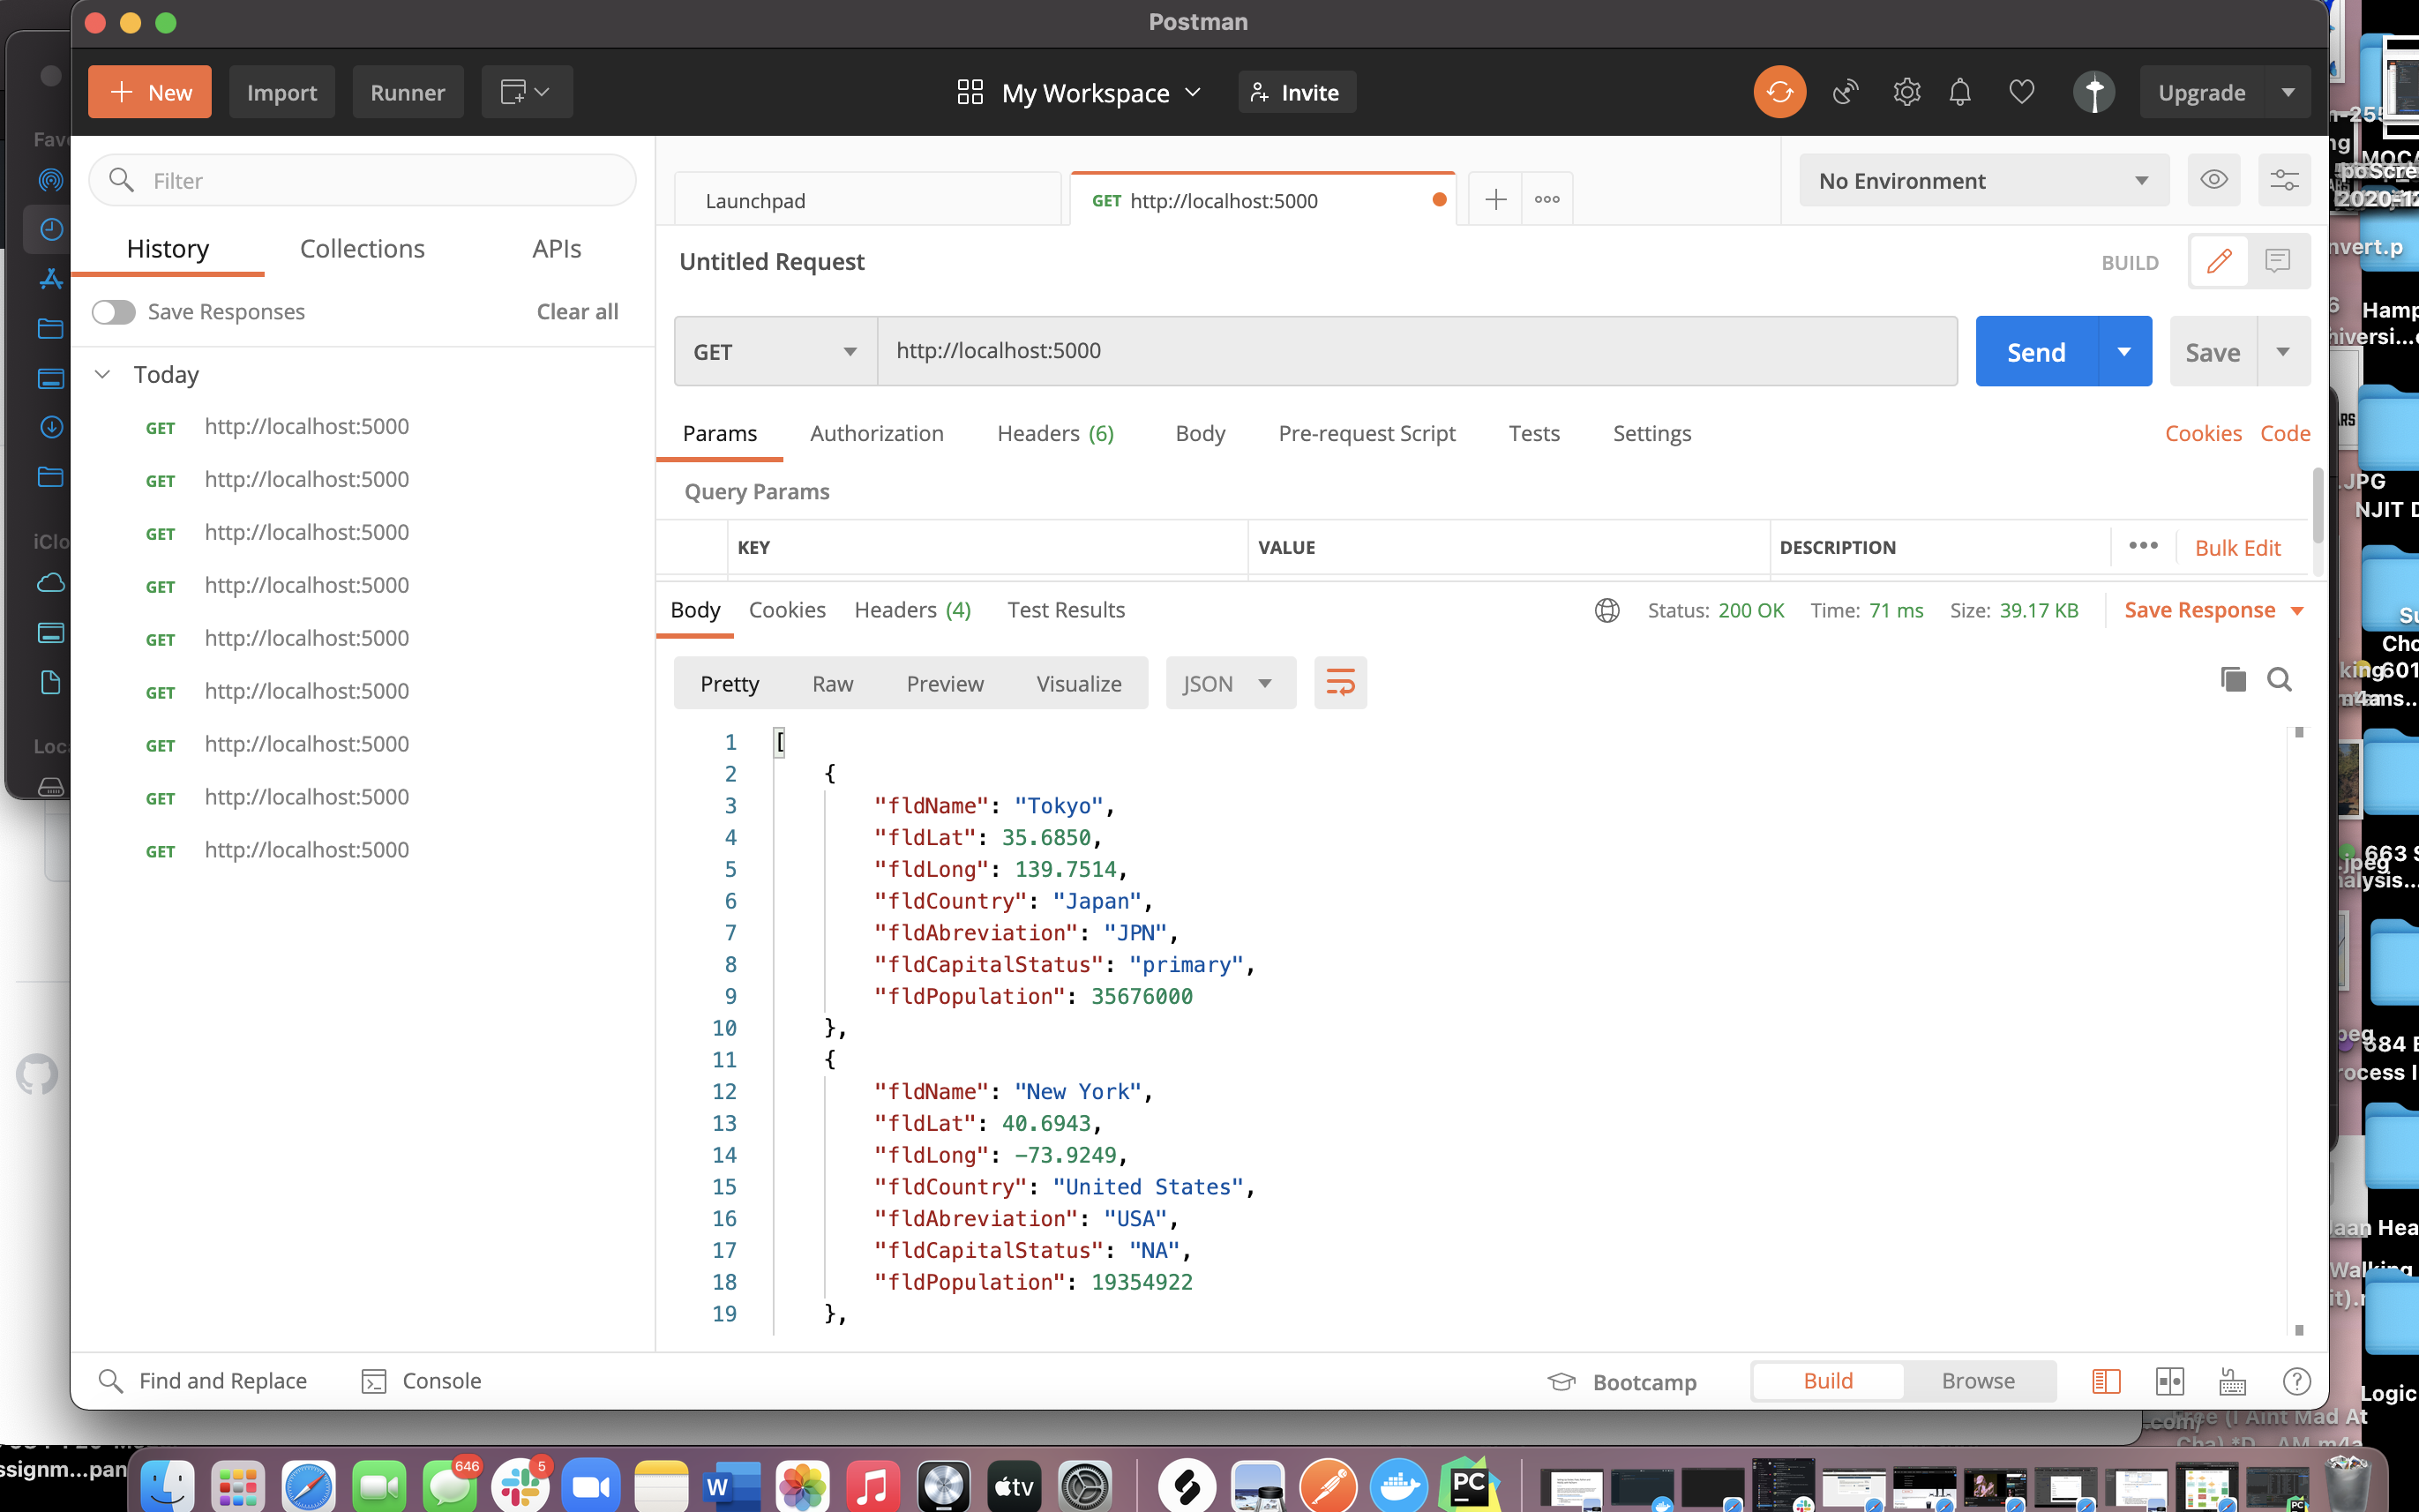 Postman
New
Import
Runner
My Workspace
Invite
Upgrade
Filter
History
Collections
APIs
Save Responses
Clear all
Today
GET http://localhost:5000
GET http://localhost:5000
GET http://localhost:5000
GET http://localhost:5000
GET http://localhost:5000
GET http://localhost:5000
GET http://localhost:5000
GET http://localhost:5000
GET http://localhost:5000
Launchpad
GET http://localhost:5000
No Environment
Untitled Request
BUILD
GET
http://localhost:5000
Send
Save
Params
Authorization
Headers (6)
Body
Pre-request Script
Tests
Settings
Cookies
Code
Query Params
KEY
VALUE
DESCRIPTION
Bulk Edit
Body
Cookies
Headers (4)
Test Results
Status: 200 OK
Time: 71 ms
Size: 39.17 KB
Save Response
Pretty
Raw
Preview
Visualize
JSON
1 [
2 {
3 "fldName": "Tokyo",
4 "fldLat": 35.6850,
5 "fldLong": 139.7514,
6 "fldCountry": "Japan",
7 "fldAbreviation": "JPN",
8 "fldCapitalStatus": "primary",
9 "fldPopulation": 35676000
10 },
11 {
12 "fldName": "New York",
13 "fldLat": 40.6943,
14 "fldLong": -73.9249,
15 "fldCountry": "United States",
16 "fldAbreviation": "USA",
17 "fldCapitalStatus": "NA",
18 "fldPopulation": 19354922
19 },
Find and Replace
Console
Bootcamp
Build
Browse
Fav
iClo
Loca
.JPG
NJIT D
Hamp
Logic
646
5
W
tv
PC